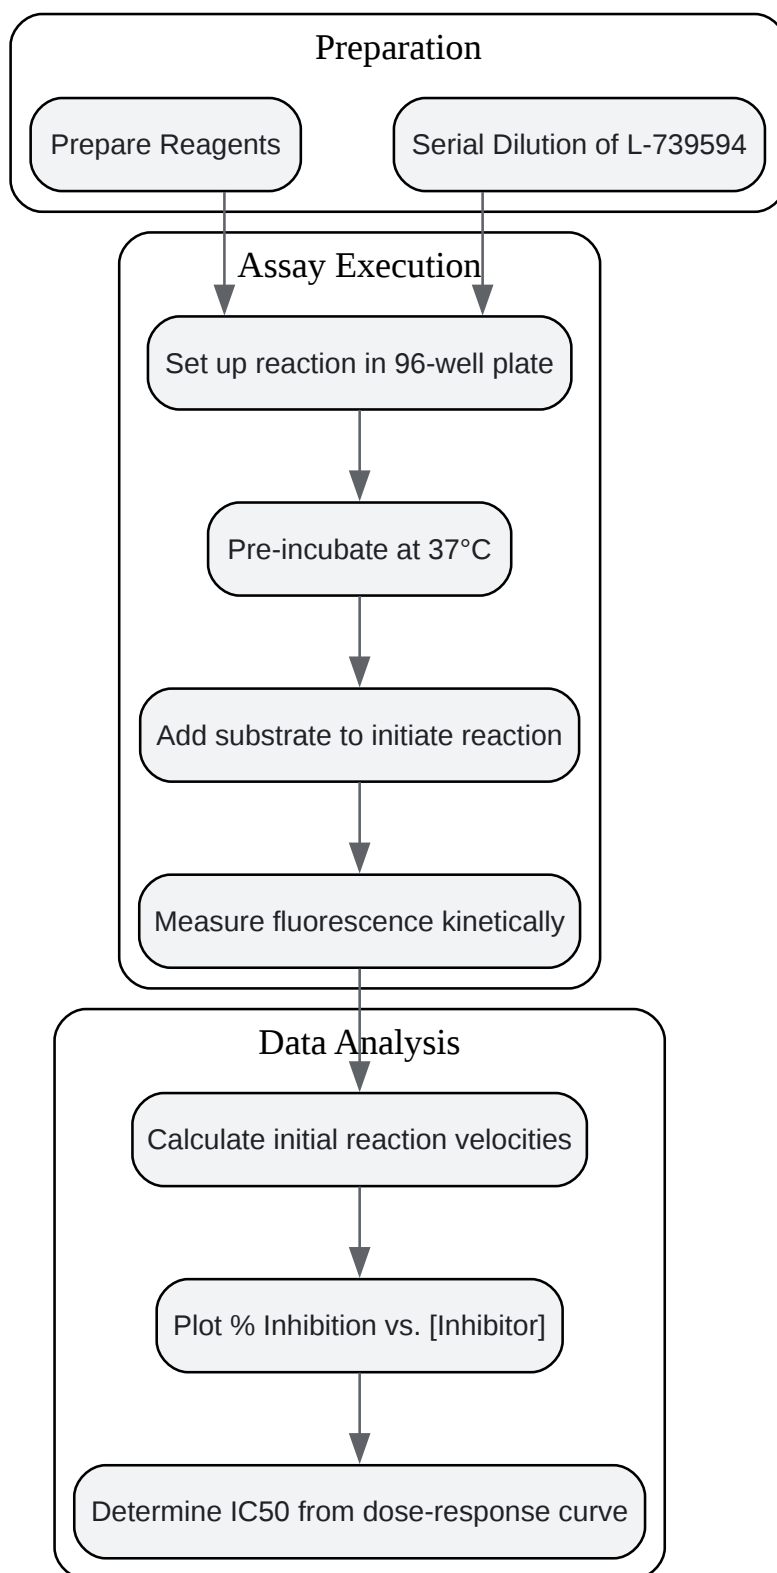 Preparation
Prepare Reagents
Serial Dilution of L-739594
Assay Execution
Set up reaction in 96-well plate
Pre-incubate at 37°C
Add substrate to initiate reaction
Measure fluorescence kinetically
Data Analysis
Calculate initial reaction velocities
Plot % Inhibition vs. [Inhibitor]
Determine IC50 from dose-response curve